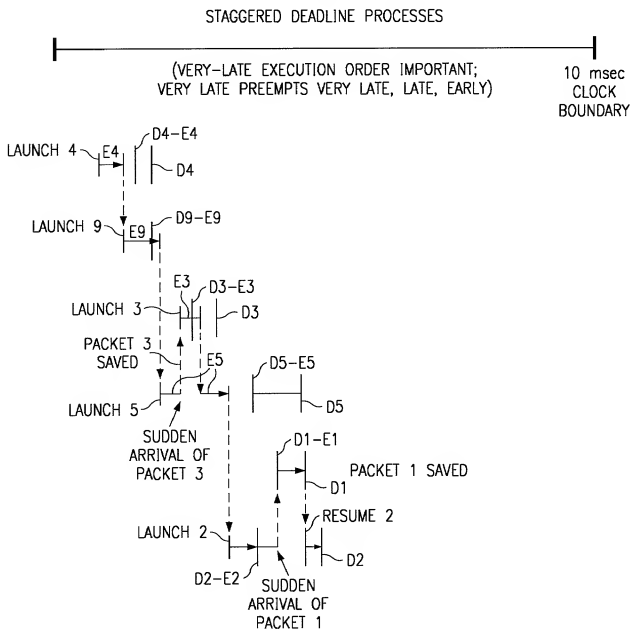 STAGGERED DEADLINE PROCESSES
(VERY-LATE EXECUTION ORDER IMPORTANT;
VERY LATE PREEMPTS VERY LATE, LATE, EARLY)
10 msec
CLOCK
BOUNDARY
D4-E4
LAUNCH 4
E4
D4
D9-E9
LAUNCH 9
E9
E3
D3-E3
LAUNCH 3
D3
PACKET 3
SAVED
E5
D5-E5
LAUNCH 5
D5
SUDDEN
ARRIVAL OF
PACKET 3
D1-E1
PACKET 1 SAVED
D1
RESUME 2
LAUNCH 2
D2
D2-E2
SUDDEN
ARRIVAL OF
PACKET 1